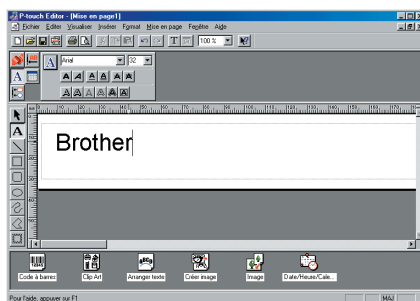 P-touch Editor - [Mise en page1]
Fichier Éditer Visualiser Insérer Format Mise en page Fenêtre Aide
100 %
Arial 32
Brother
Code à barres Clip Art Arranger texte Créer image Image Date/Heure/Cale...
Pour l'aide, appuyer sur F1 MAJ